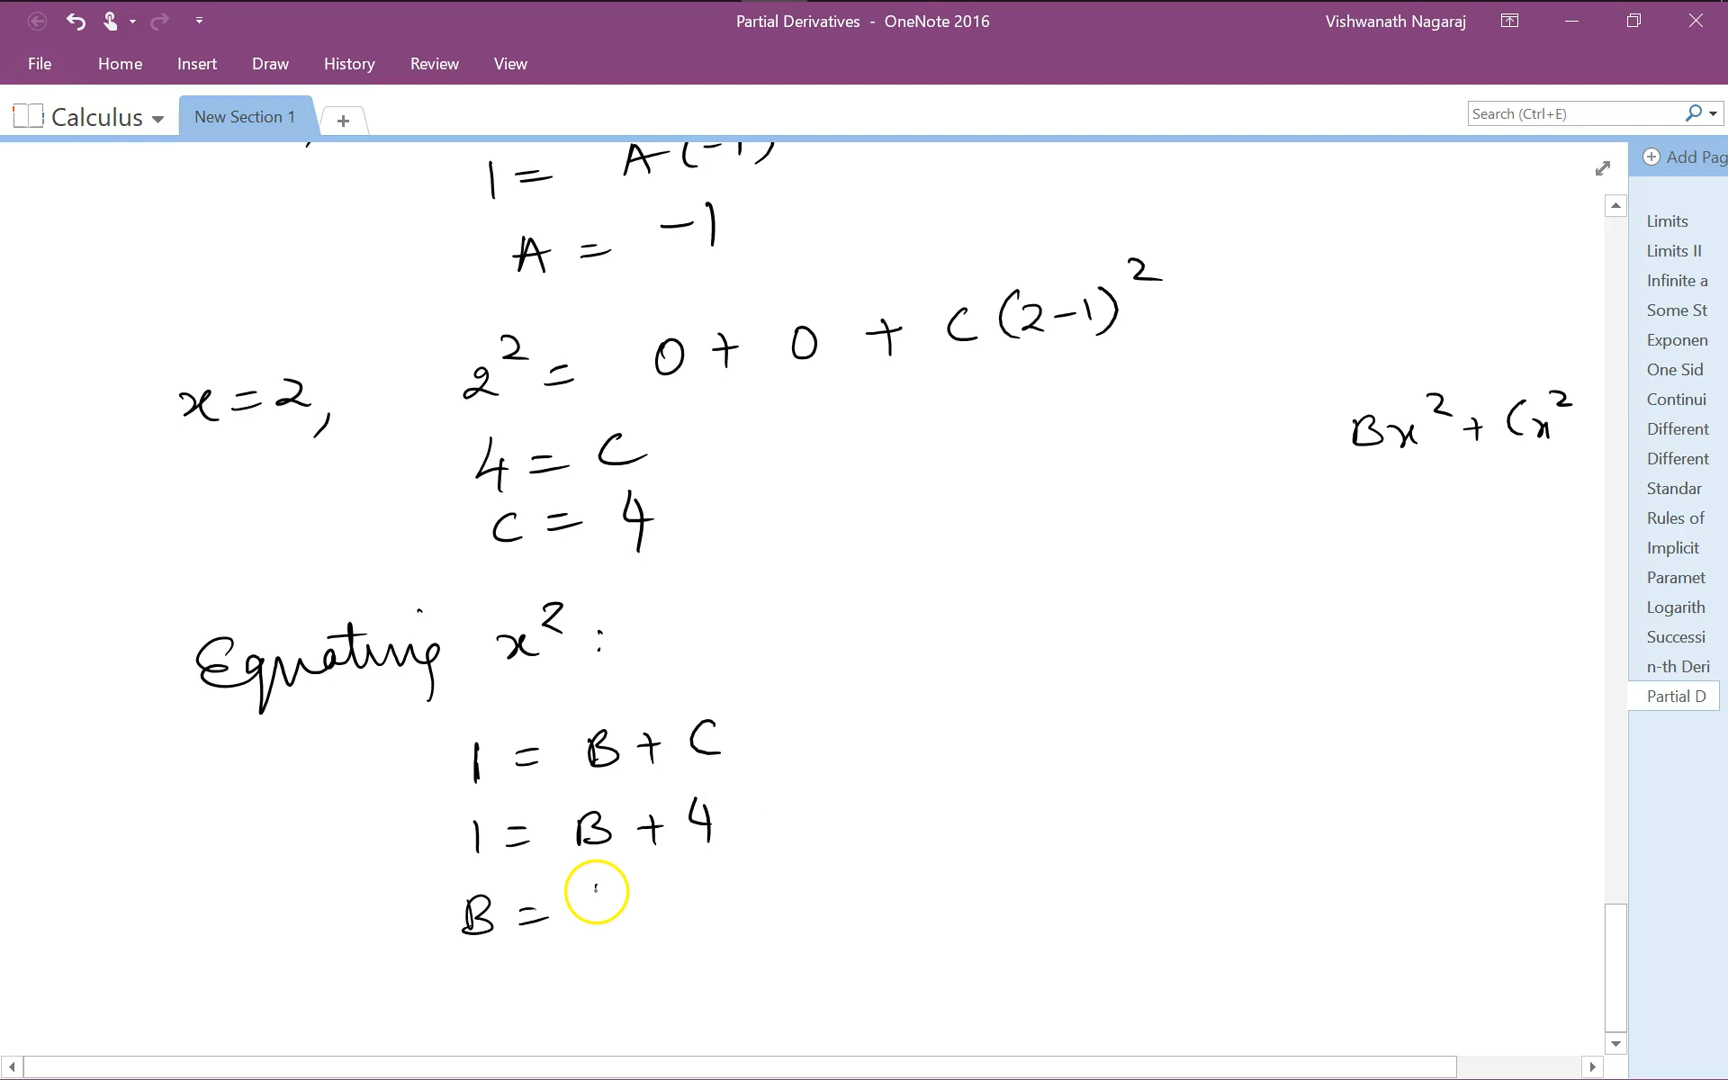 Partial Derivatives - OneNote 2016
Vishwanath Nagaraj
File Home Insert Draw History Review View
Calculus
New Section 1
Search (Ctrl+E)
Add Pag
1 = A(-1)
A = -1
x = 2, 2² = 0 + 0 + C(2-1)²
Bx² + Cx²
4 = C
C = 4
Equating x² :
1 = B + C
1 = B + 4
B =
Limits
Limits II
Infinite a
Some St
Exponen
One Sid
Continui
Different
Different
Standar
Rules of
Implicit
Paramet
Logarith
Successi
n-th Deri
Partial D